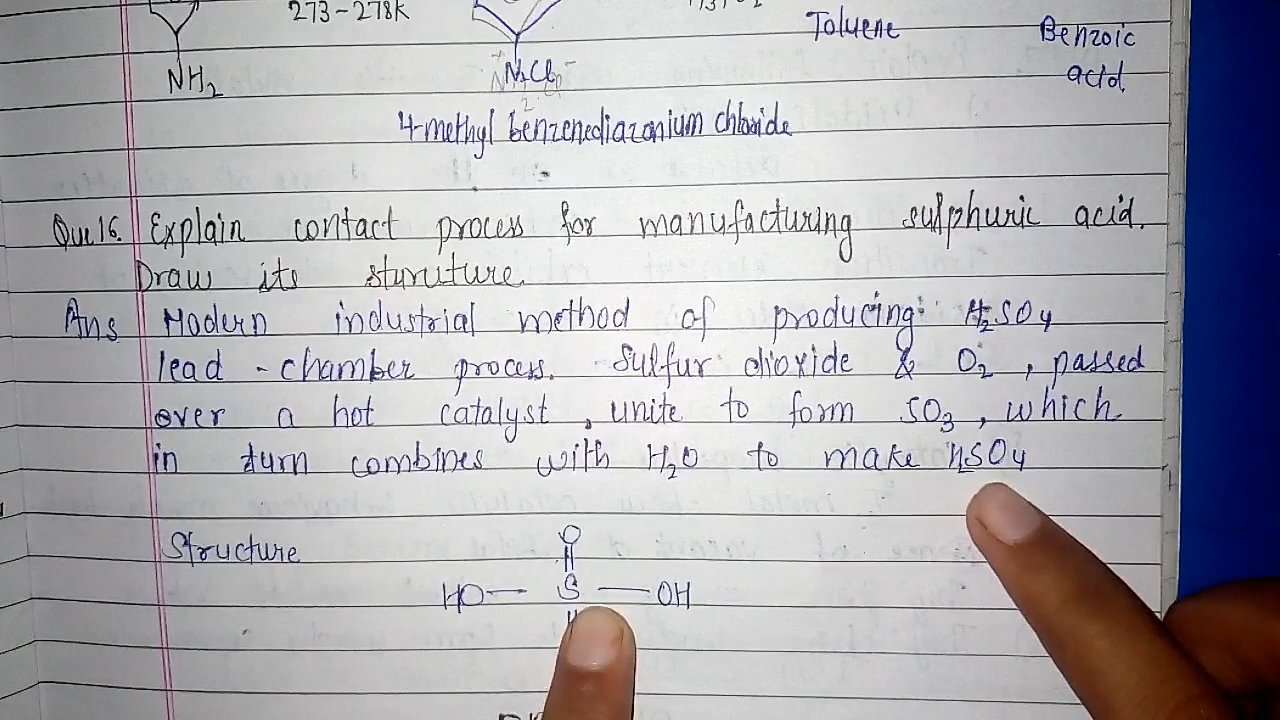 273-278K
Toluene
Benzoic
acid
NH2
4-methyl benzenediazonium chloride
Que16. Explain contact process for manufacturing sulphuric acid.
Draw its sturuture.
Ans Modern industrial method of producing: H2SO4
lead - chamber process. Sulfur dioxide & O2, passed
over a hot catalyst, unite to form SO3, which
in turn combines with H2O to make H2SO4
Structure
O
HO — S — OH